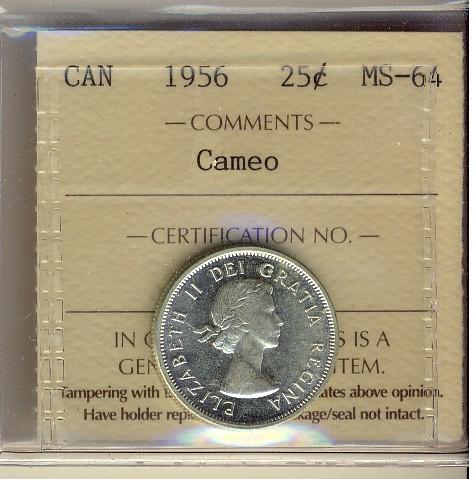 CAN 1956 25¢ MS-64
— COMMENTS —
Cameo
— CERTIFICATION NO. —
ELIZABETH II DEI GRATIA REGINA
IN S IS A
GEN TEM.
Tampering with ates above opinion.
Have holder age/seal not intact.